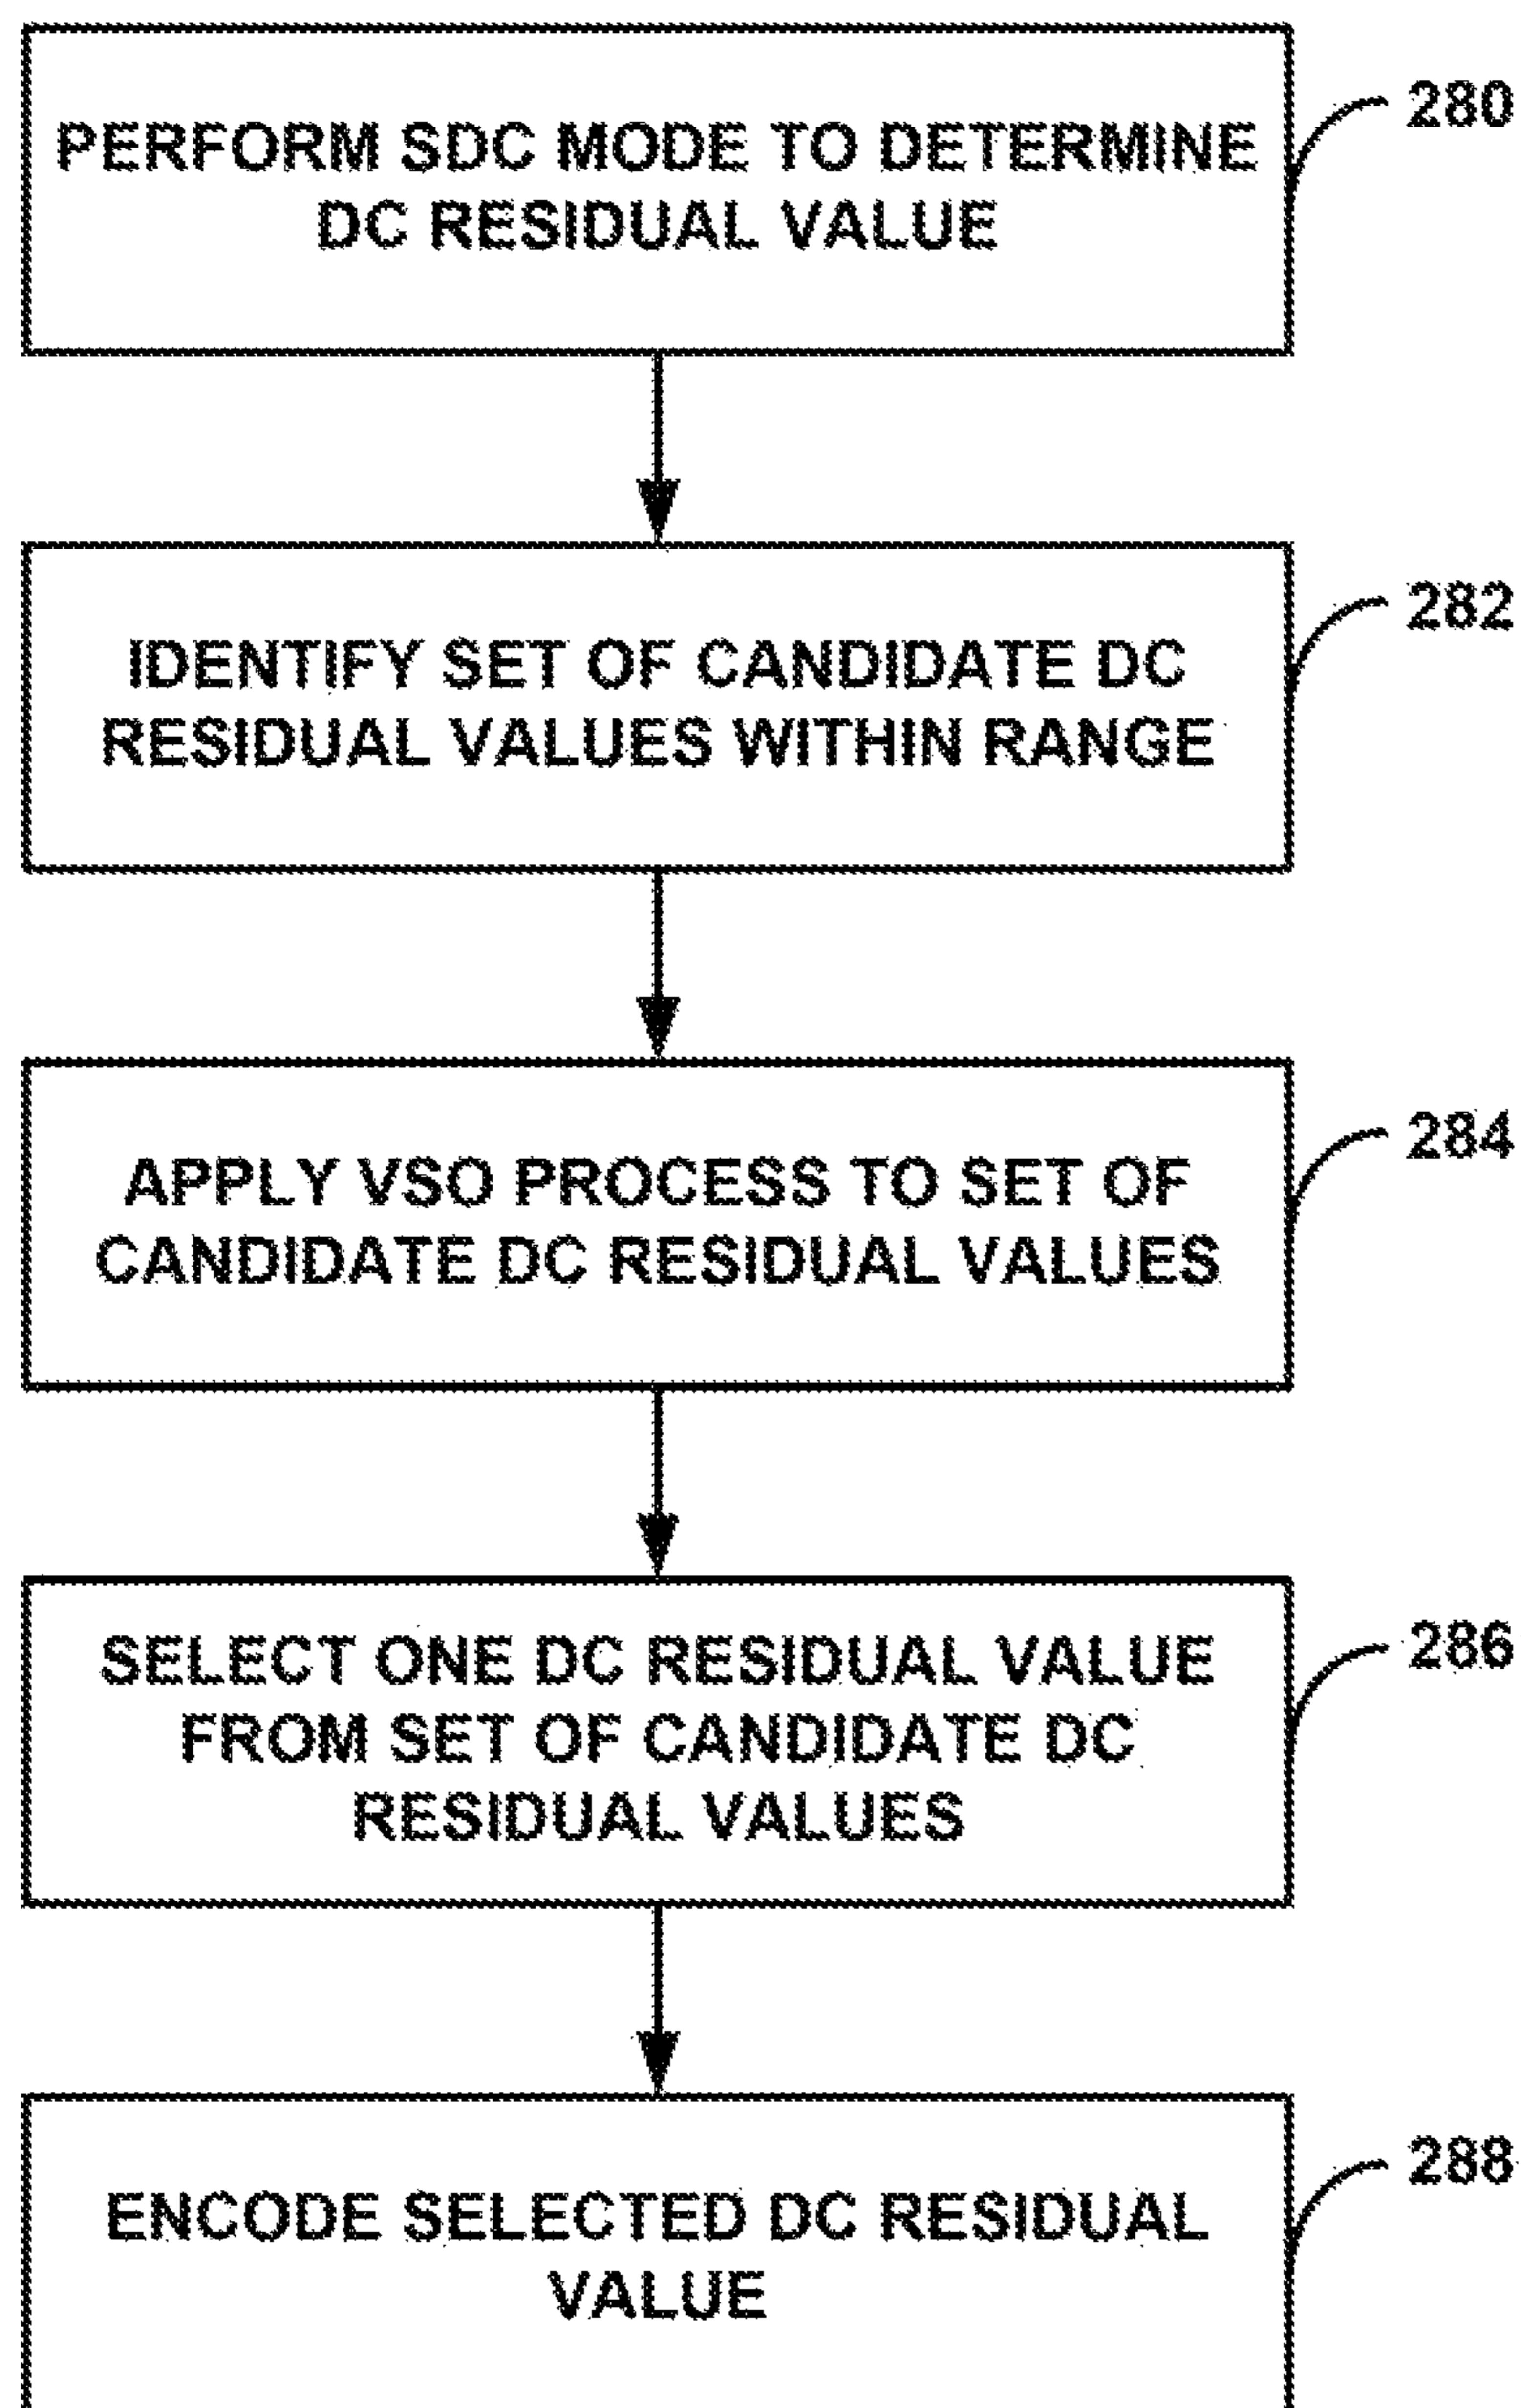 PERFORM SDC MODE TO DETERMINE
DC RESIDUAL VALUE
280
IDENTIFY SET OF CANDIDATE DC
RESIDUAL VALUES WITHIN RANGE
282
APPLY VSO PROCESS TO SET OF
CANDIDATE DC RESIDUAL VALUES
284
SELECT ONE DC RESIDUAL VALUE
FROM SET OF CANDIDATE DC
RESIDUAL VALUES
286
ENCODE SELECTED DC RESIDUAL
VALUE
288